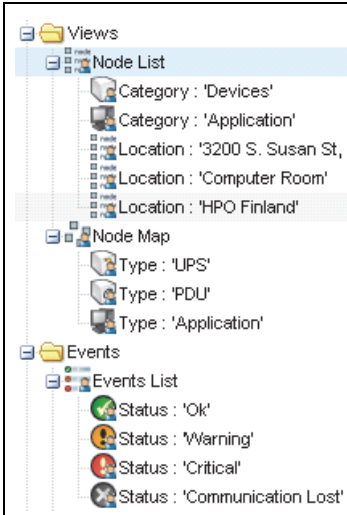 Views
Node List
Category : 'Devices'
Category : 'Application'
Location : '3200 S. Susan St,
Location : 'Computer Room'
Location : 'HPO Finland'
Node Map
Type : 'UPS'
Type : 'PDU'
Type : 'Application'
Events
Events List
Status : 'Ok'
Status : 'Warning'
Status : 'Critical'
Status : 'Communication Lost'